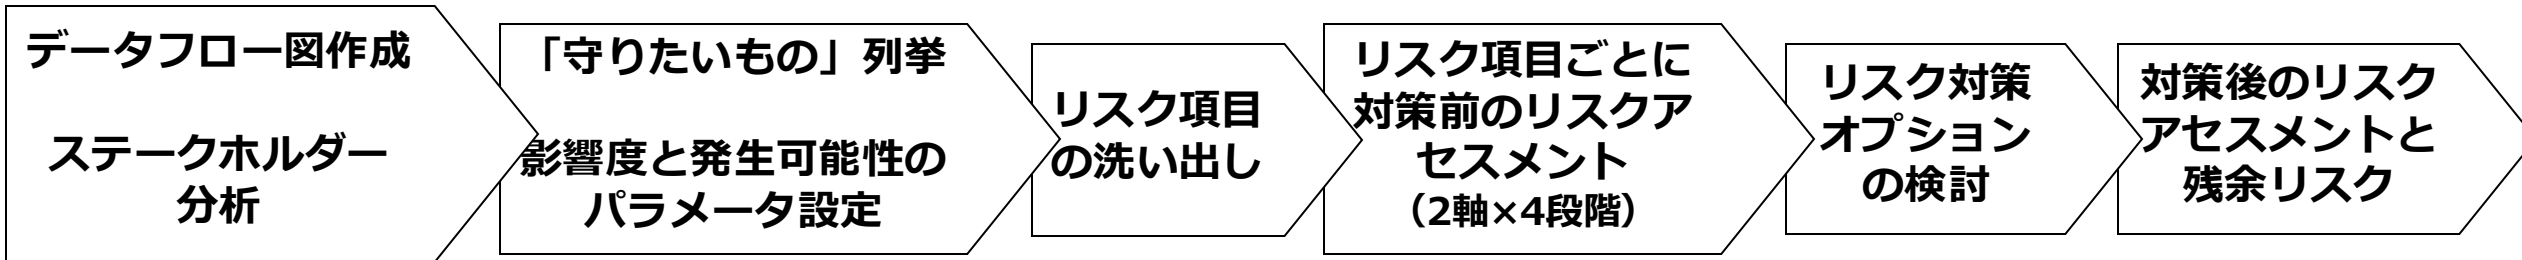 データフロー図作成
ステークホルダー
分析
「守りたいもの」列挙
影響度と発生可能性の
パラメータ設定
リスク項目
の洗い出し
リスク項目ごとに
対策前のリスクア
セスメント
（2軸×4段階）
リスク対策
オプション
の検討
対策後のリスク
アセスメントと
残余リスク